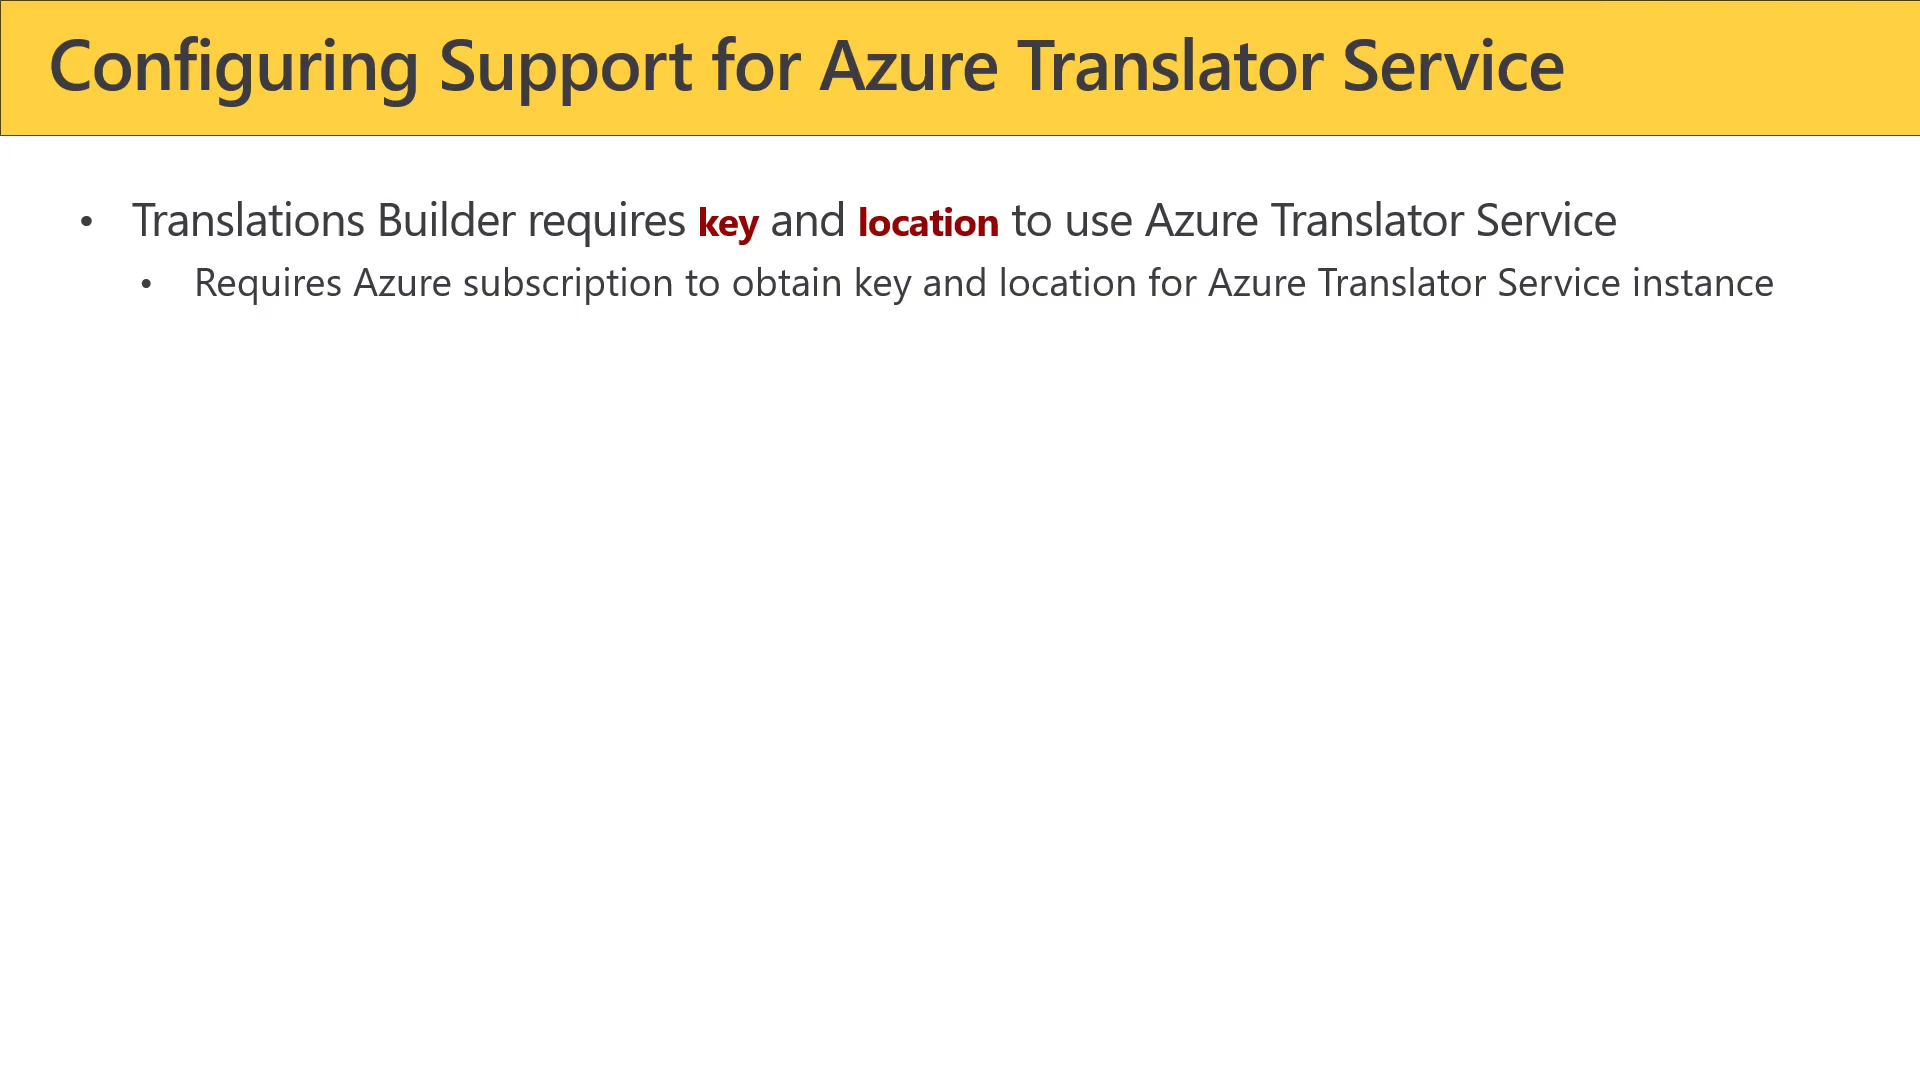 Configuring Support for Azure Translator Service
• Translations Builder requires key and location to use Azure Translator Service
• Requires Azure subscription to obtain key and location for Azure Translator Service instance